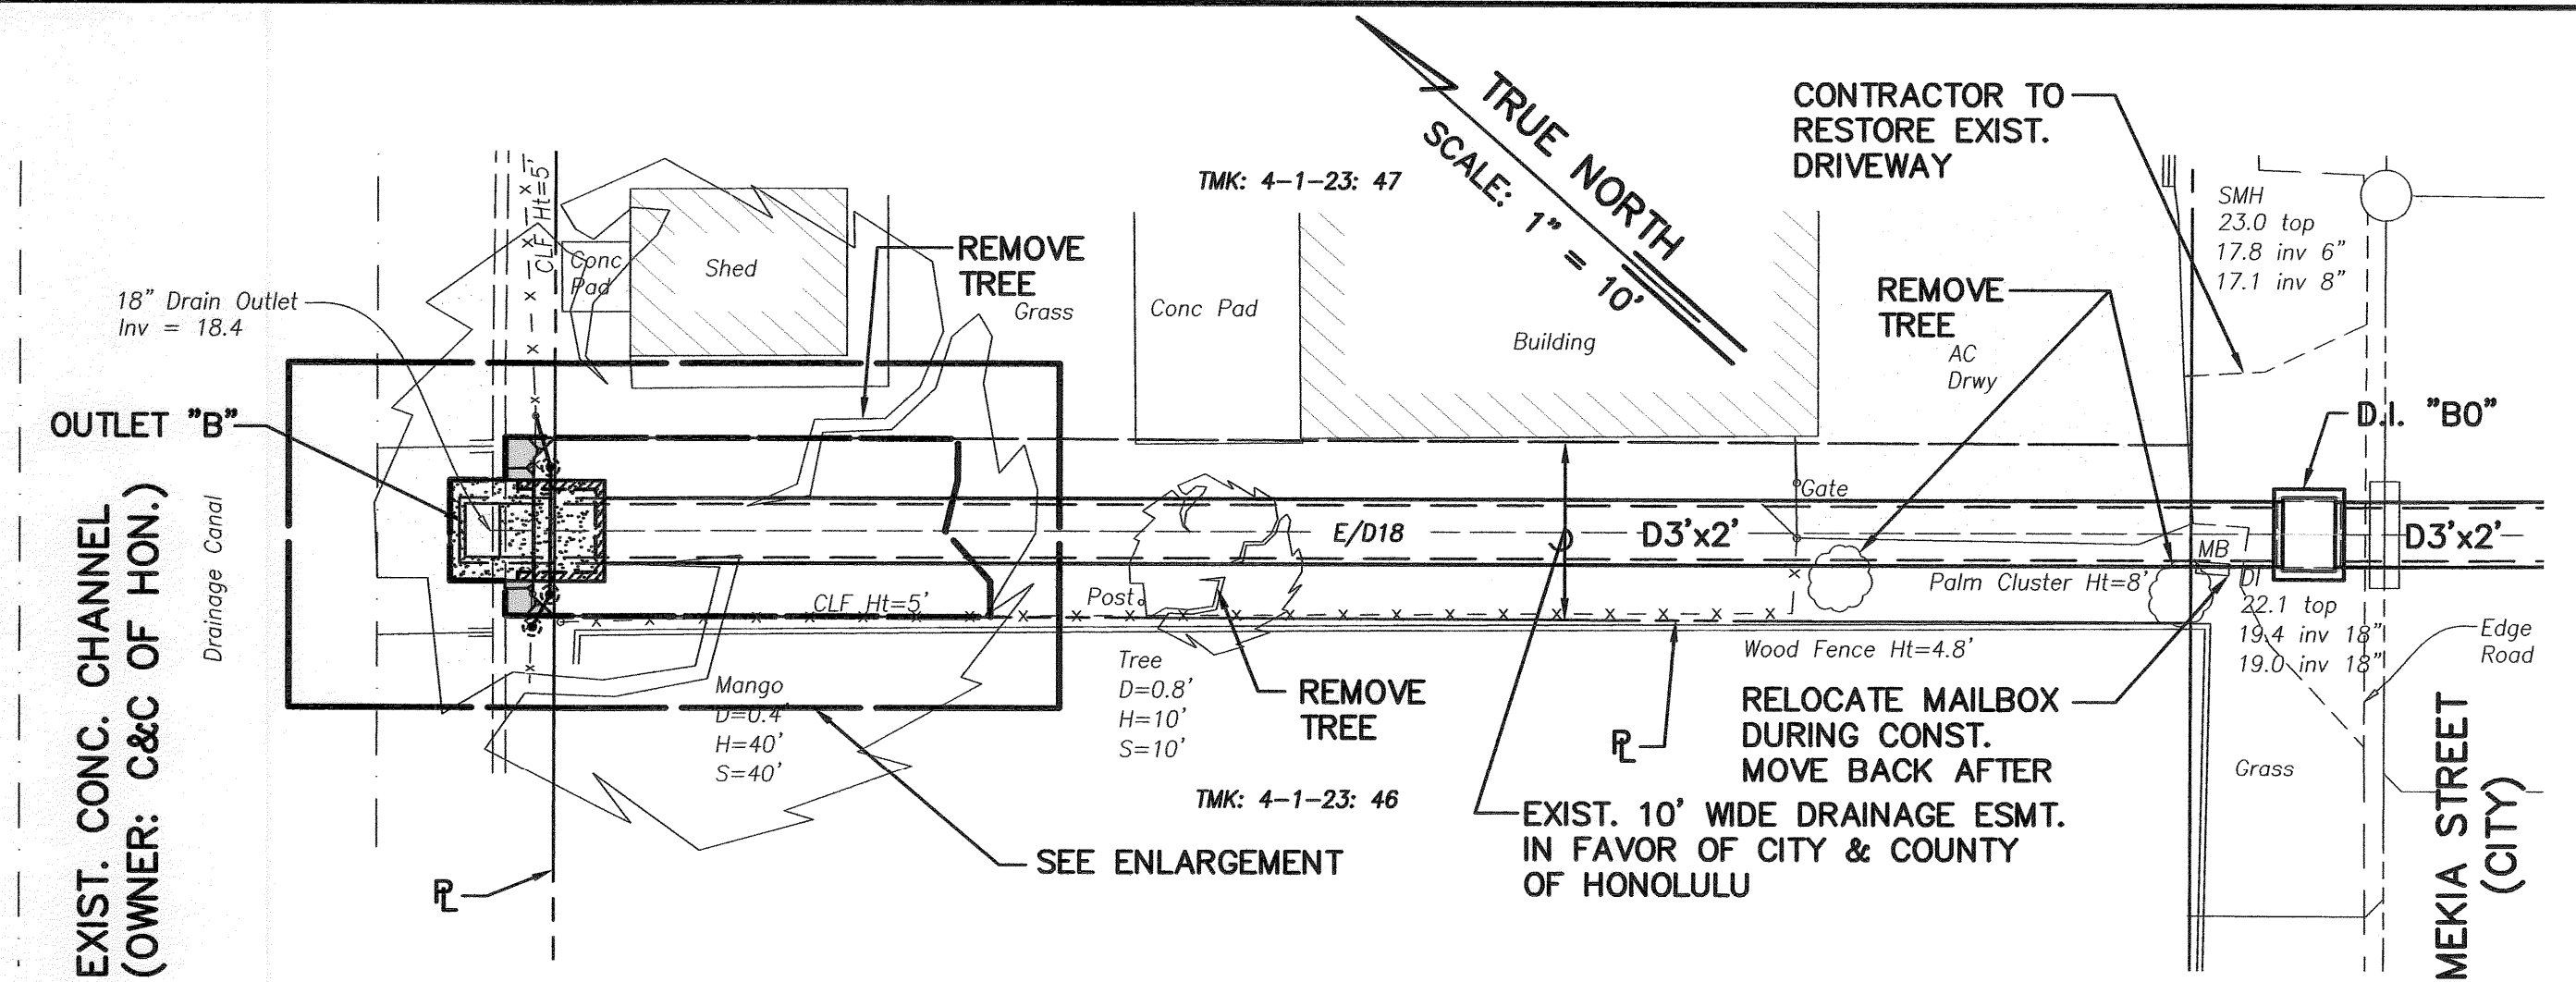 TRUE NORTH
SCALE: 1" = 10'
CONTRACTOR TO
RESTORE EXIST.
DRIVEWAY
TMK: 4-1-23: 47
SMH
23.0 top
17.8 inv 6"
17.1 inv 8"
CLF Ht=5'
Conc
Pad
Shed
REMOVE
TREE
Grass
Conc Pad
Building
REMOVE
TREE
AC
Drwy
18" Drain Outlet
Inv = 18.4
OUTLET "B"
D.I. "B0"
EXIST. CONC. CHANNEL
(OWNER: C&C OF HON.)
Drainage Canal
Gate
E/D18
D3'x2'
D3'x2'
MB
DI
22.1 top
19.4 inv 18"
19.0 inv 18"
Palm Cluster Ht=8'
CLF Ht=5'
Post
Edge
Road
Wood Fence Ht=4.8'
Tree
D=0.8'
H=10'
S=10'
Mango
D=0.4'
H=40'
S=40'
REMOVE
TREE
RELOCATE MAILBOX
DURING CONST.
MOVE BACK AFTER
PL
Grass
TMK: 4-1-23: 46
EXIST. 10' WIDE DRAINAGE ESMT.
IN FAVOR OF CITY & COUNTY
OF HONOLULU
SEE ENLARGEMENT
PL
MEKIA STREET
(CITY)